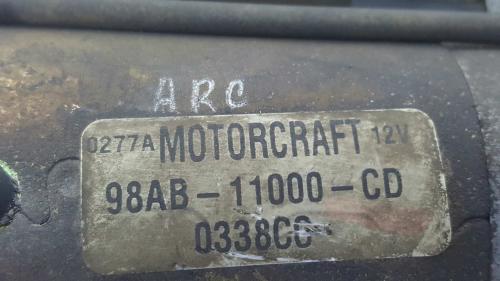 ARC
0277A MOTORCRAFT 12V
98AB-11000-CD
0338CC